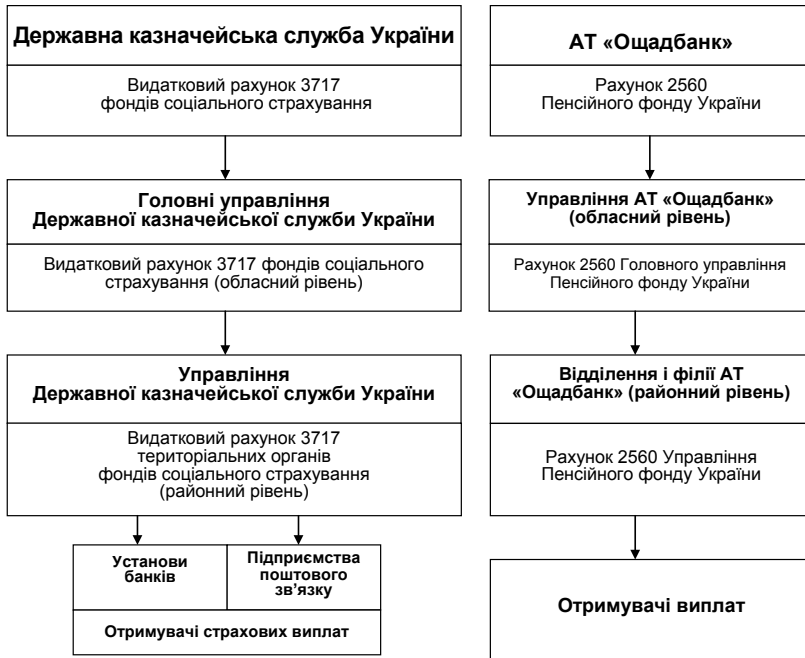 Державна казначейська служба України
Видатковий рахунок 3717
фондів соціального страхування
Головні управління
Державної казначейської служби України
Видатковий рахунок 3717 фондів соціального
страхування (обласний рівень)
Управління
Державної казначейської служби України
Видатковий рахунок 3717
територіальних органів
фондів соціального страхування
(районний рівень)
Установи
банків
Підприємства
поштового
зв’язку
Отримувачі страхових виплат
АТ «Ощадбанк»
Рахунок 2560
Пенсійного фонду України
Управління АТ «Ощадбанк»
(обласний рівень)
Рахунок 2560 Головного управління
Пенсійного фонду України
Відділення і філії АТ
«Ощадбанк» (районний рівень)
Рахунок 2560 Управління
Пенсійного фонду України
Отримувачі виплат